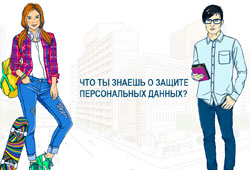 ЧТО ТЫ ЗНАЕШЬ О ЗАЩИТЕ
ПЕРСОНАЛЬНЫХ ДАННЫХ?